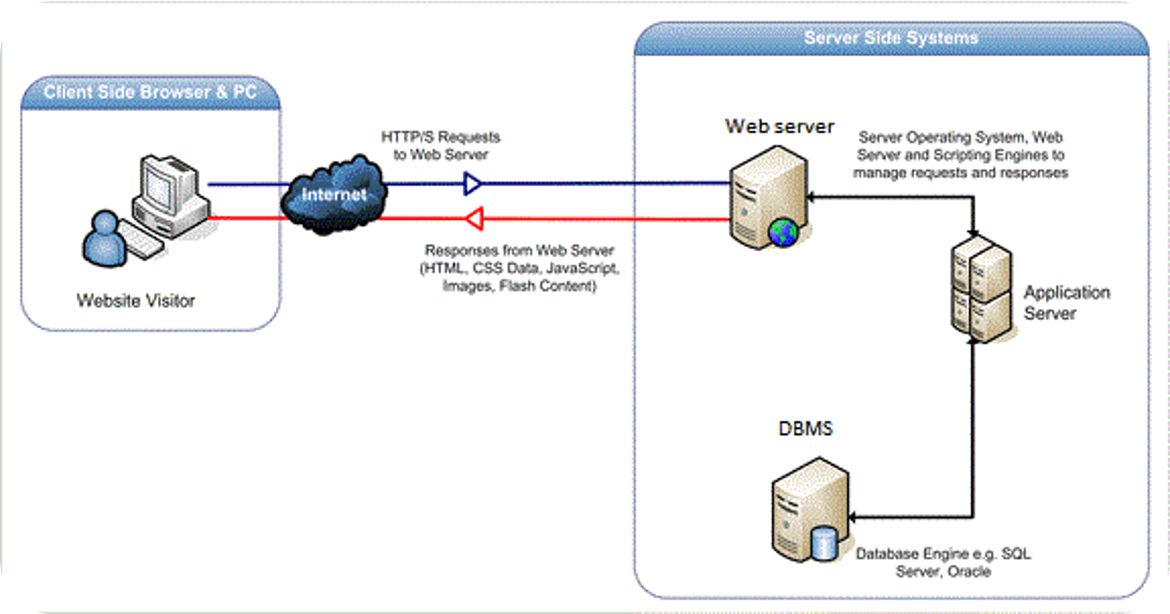 Server Side Systems
Client Side Browser & PC
Web server
HTTP/S Requests
to Web Server
Server Operating System, Web
Server and Scripting Engines to
manage requests and responses
Internet
Responses from Web Server
(HTML, CSS Data, JavaScript,
Images, Flash Content)
Website Visitor
Application
Server
DBMS
Database Engine e.g. SQL
Server, Oracle